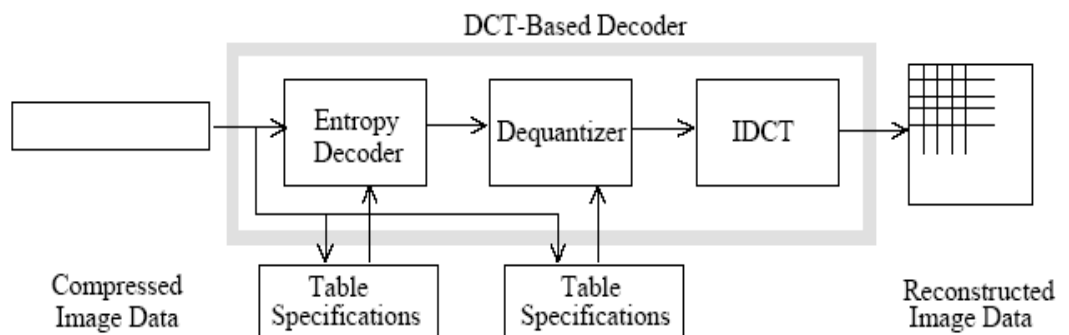 DCT-Based Decoder
Entropy
Decoder
Dequantizer
IDCT
Compressed
Image Data
Table
Specifications
Table
Specifications
Reconstructed
Image Data